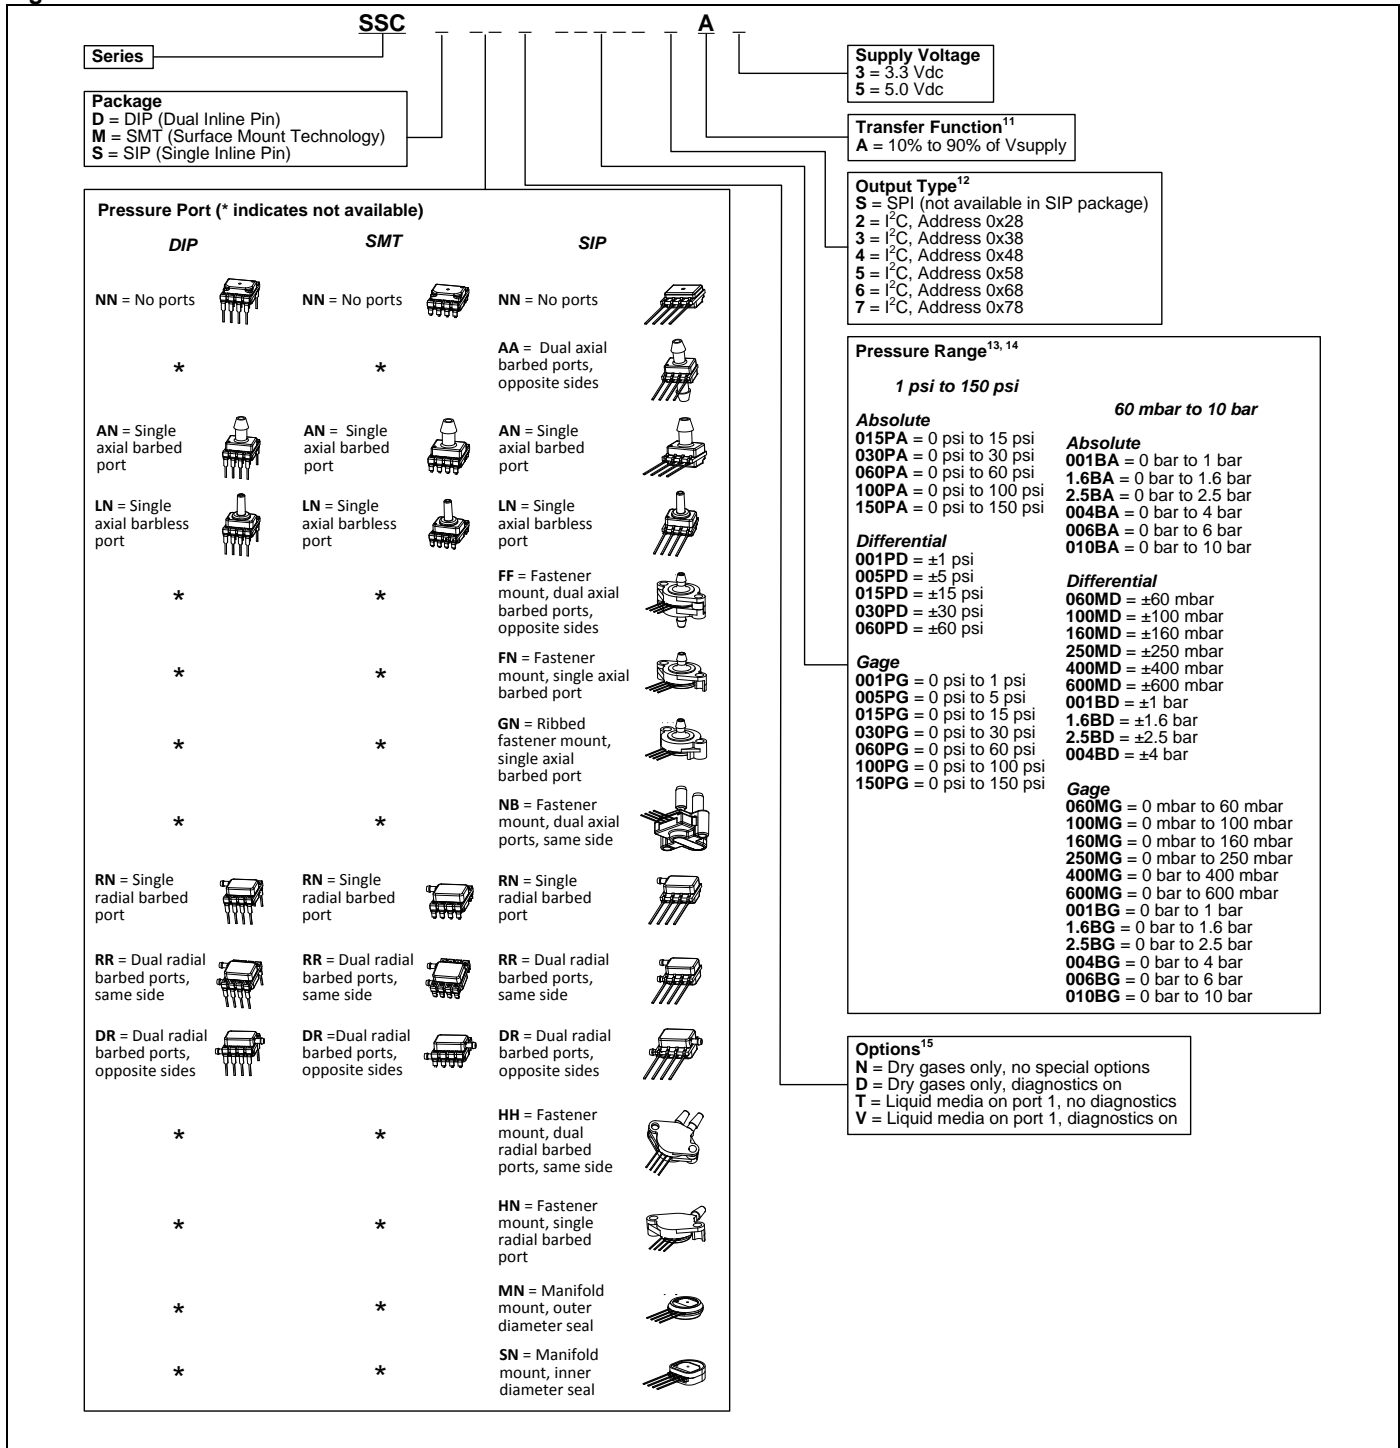 SSC _ _ _ _ _ _ _ _ _ A _
Series
Package
D = DIP (Dual Inline Pin)
M = SMT (Surface Mount Technology)
S = SIP (Single Inline Pin)
Pressure Port (* indicates not available)
DIP SMT SIP
NN = No ports
NN = No ports
NN = No ports
*
*
AA = Dual axial
barbed ports,
opposite sides
AN = Single
axial barbed
port
AN = Single
axial barbed
port
AN = Single
axial barbed
port
LN = Single
axial barbless
port
LN = Single
axial barbless
port
LN = Single
axial barbless
port
*
*
FF = Fastener
mount, dual axial
barbed ports,
opposite sides
*
*
FN = Fastener
mount, single axial
barbed port
*
*
GN = Ribbed
fastener mount,
single axial
barbed port
*
*
NB = Fastener
mount, dual axial
ports, same side
RN = Single
radial barbed
port
RN = Single
radial barbed
port
RN = Single
radial barbed
port
RR = Dual radial
barbed ports,
same side
RR = Dual radial
barbed ports,
same side
RR = Dual radial
barbed ports,
same side
DR = Dual radial
barbed ports,
opposite sides
DR =Dual radial
barbed ports,
opposite sides
DR = Dual radial
barbed ports,
opposite sides
*
*
HH = Fastener
mount, dual
radial barbed
ports, same side
*
*
HN = Fastener
mount, single
radial barbed
port
*
*
MN = Manifold
mount, outer
diameter seal
*
*
SN = Manifold
mount, inner
diameter seal
Supply Voltage
3 = 3.3 Vdc
5 = 5.0 Vdc
Transfer Function¹¹
A = 10% to 90% of Vsupply
Output Type¹²
S = SPI (not available in SIP package)
2 = I²C, Address 0x28
3 = I²C, Address 0x38
4 = I²C, Address 0x48
5 = I²C, Address 0x58
6 = I²C, Address 0x68
7 = I²C, Address 0x78
Pressure Range¹³, ¹⁴
1 psi to 150 psi
Absolute
015PA = 0 psi to 15 psi
030PA = 0 psi to 30 psi
060PA = 0 psi to 60 psi
100PA = 0 psi to 100 psi
150PA = 0 psi to 150 psi
Differential
001PD = ±1 psi
005PD = ±5 psi
015PD = ±15 psi
030PD = ±30 psi
060PD = ±60 psi
Gage
001PG = 0 psi to 1 psi
005PG = 0 psi to 5 psi
015PG = 0 psi to 15 psi
030PG = 0 psi to 30 psi
060PG = 0 psi to 60 psi
100PG = 0 psi to 100 psi
150PG = 0 psi to 150 psi
60 mbar to 10 bar
Absolute
001BA = 0 bar to 1 bar
1.6BA = 0 bar to 1.6 bar
2.5BA = 0 bar to 2.5 bar
004BA = 0 bar to 4 bar
006BA = 0 bar to 6 bar
010BA = 0 bar to 10 bar
Differential
060MD = ±60 mbar
100MD = ±100 mbar
160MD = ±160 mbar
250MD = ±250 mbar
400MD = ±400 mbar
600MD = ±600 mbar
001BD = ±1 bar
1.6BD = ±1.6 bar
2.5BD = ±2.5 bar
004BD = ±4 bar
Gage
060MG = 0 mbar to 60 mbar
100MG = 0 mbar to 100 mbar
160MG = 0 mbar to 160 mbar
250MG = 0 mbar to 250 mbar
400MG = 0 bar to 400 mbar
600MG = 0 bar to 600 mbar
001BG = 0 bar to 1 bar
1.6BG = 0 bar to 1.6 bar
2.5BG = 0 bar to 2.5 bar
004BG = 0 bar to 4 bar
006BG = 0 bar to 6 bar
010BG = 0 bar to 10 bar
Options¹⁵
N = Dry gases only, no special options
D = Dry gases only, diagnostics on
T = Liquid media on port 1, no diagnostics
V = Liquid media on port 1, diagnostics on